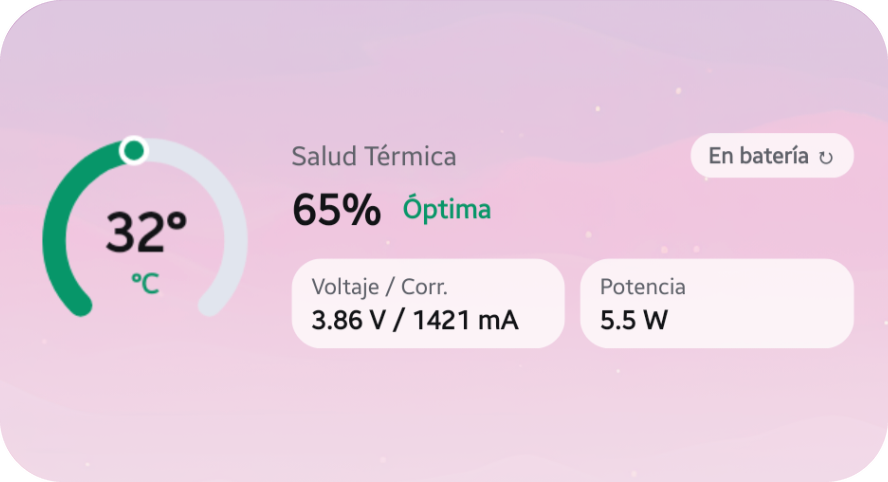 32°
°C
Salud Térmica
En batería ↻
65% Óptima
Voltaje / Corr.
3.86 V / 1421 mA
Potencia
5.5 W